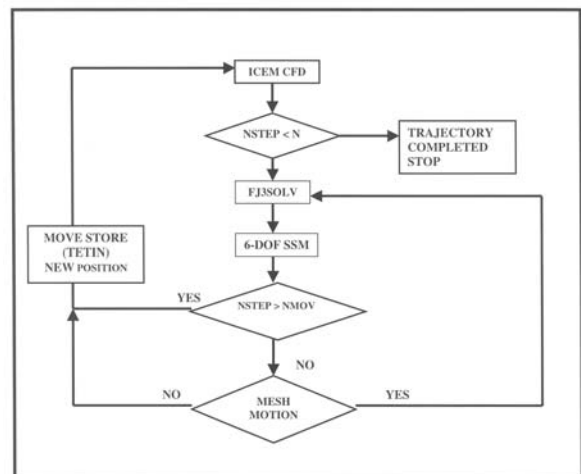 ICEM CFD
NSTEP < N
TRAJECTORY
COMPLETED
STOP
FJ3SOLV
6-DOF SSM
MOVE STORE
(TETIN)
NEW POSITION
YES
NSTEP > NMOV
NO
NO
MESH
MOTION
YES